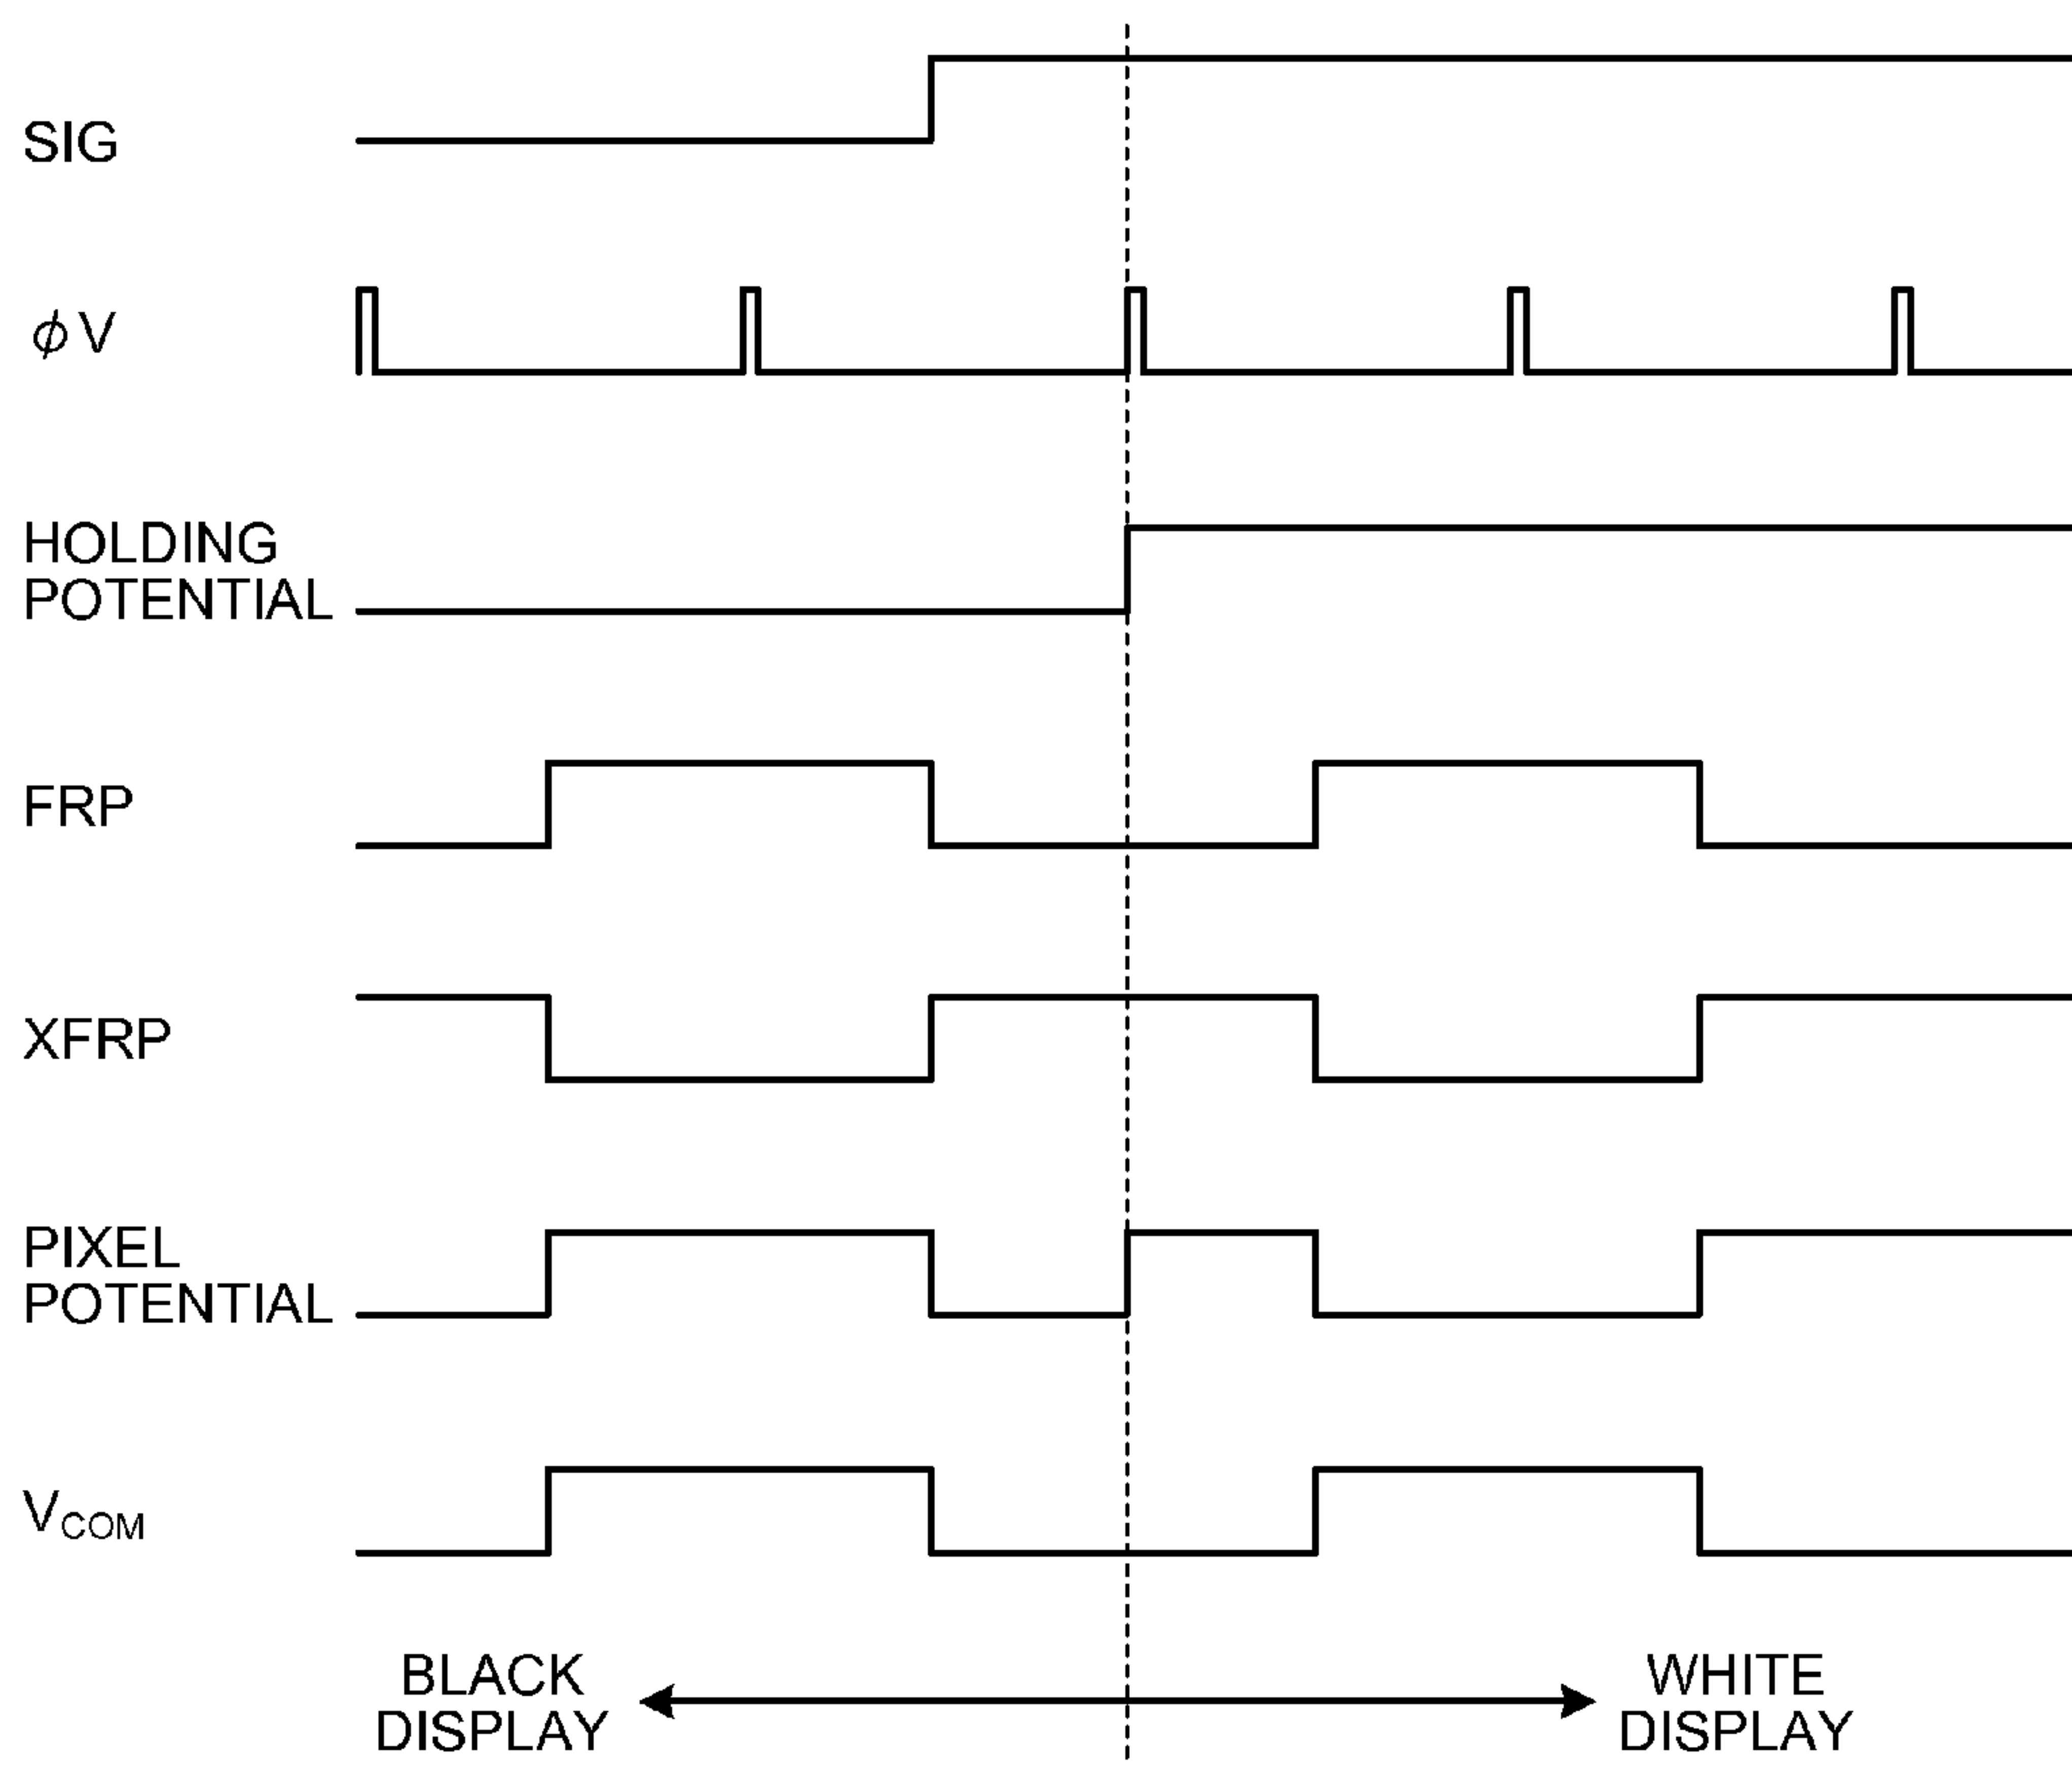 SIG
ϕV
HOLDING
POTENTIAL
FRP
XFRP
PIXEL
POTENTIAL
VCOM
BLACK
DISPLAY
WHITE
DISPLAY